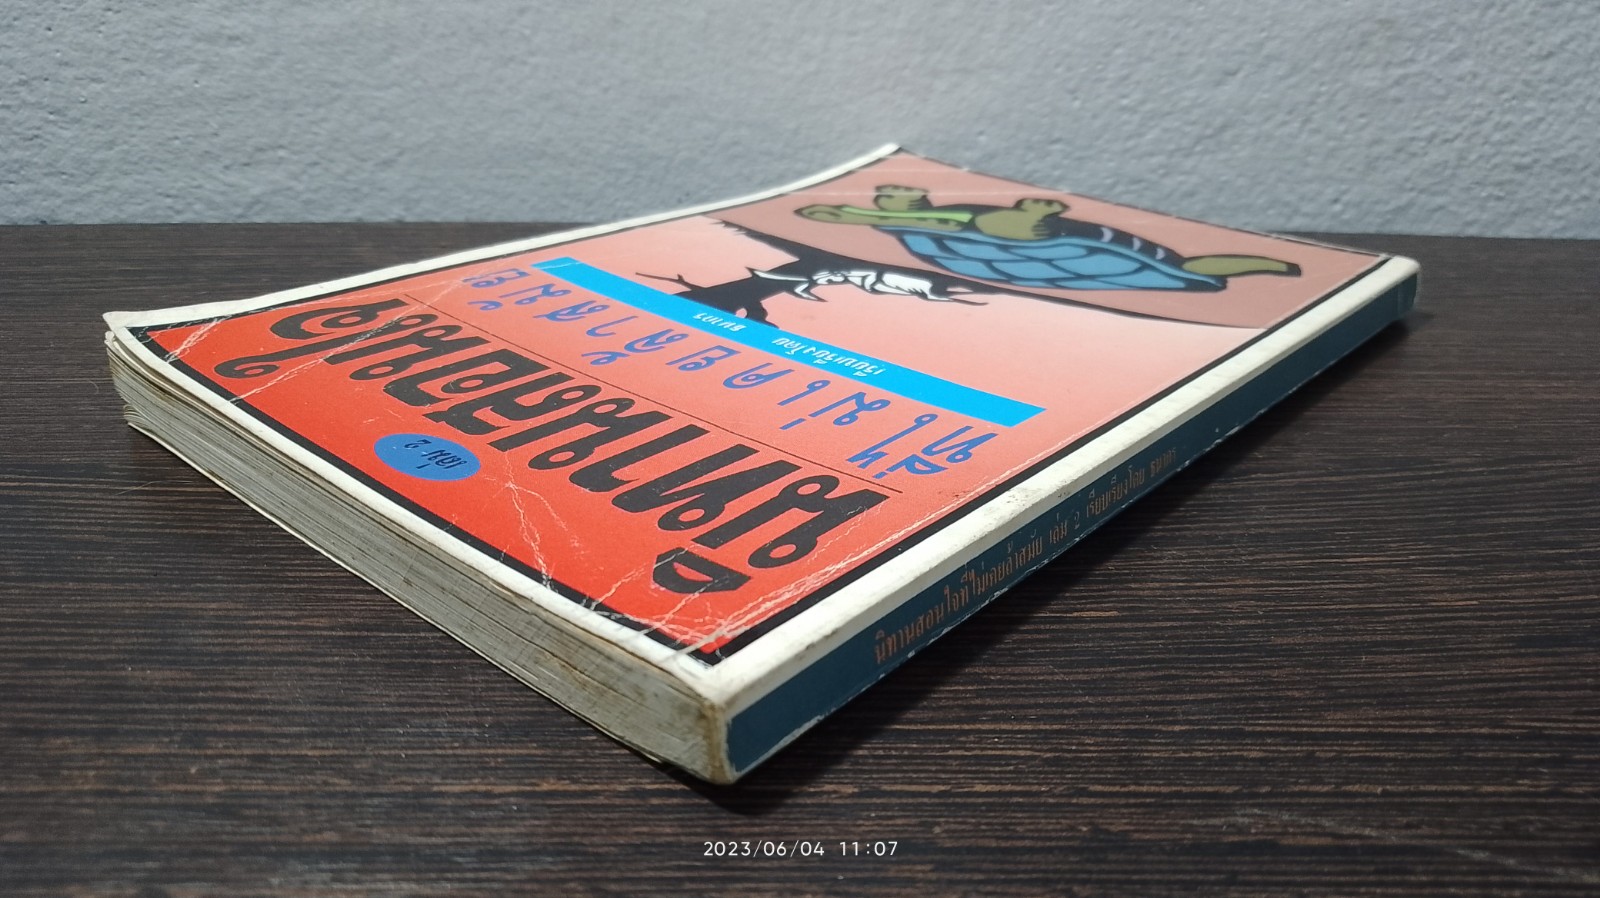 นิทานสอนใจ
เล่ม ๒
ที่ไม่เคยล้าสมัย
เรียบเรียงโดย ธนากร
นิทานสอนใจที่ไม่เคยล้าสมัย เล่ม ๒ เรียบเรียงโดย ธนากร
2023/06/04 11:07